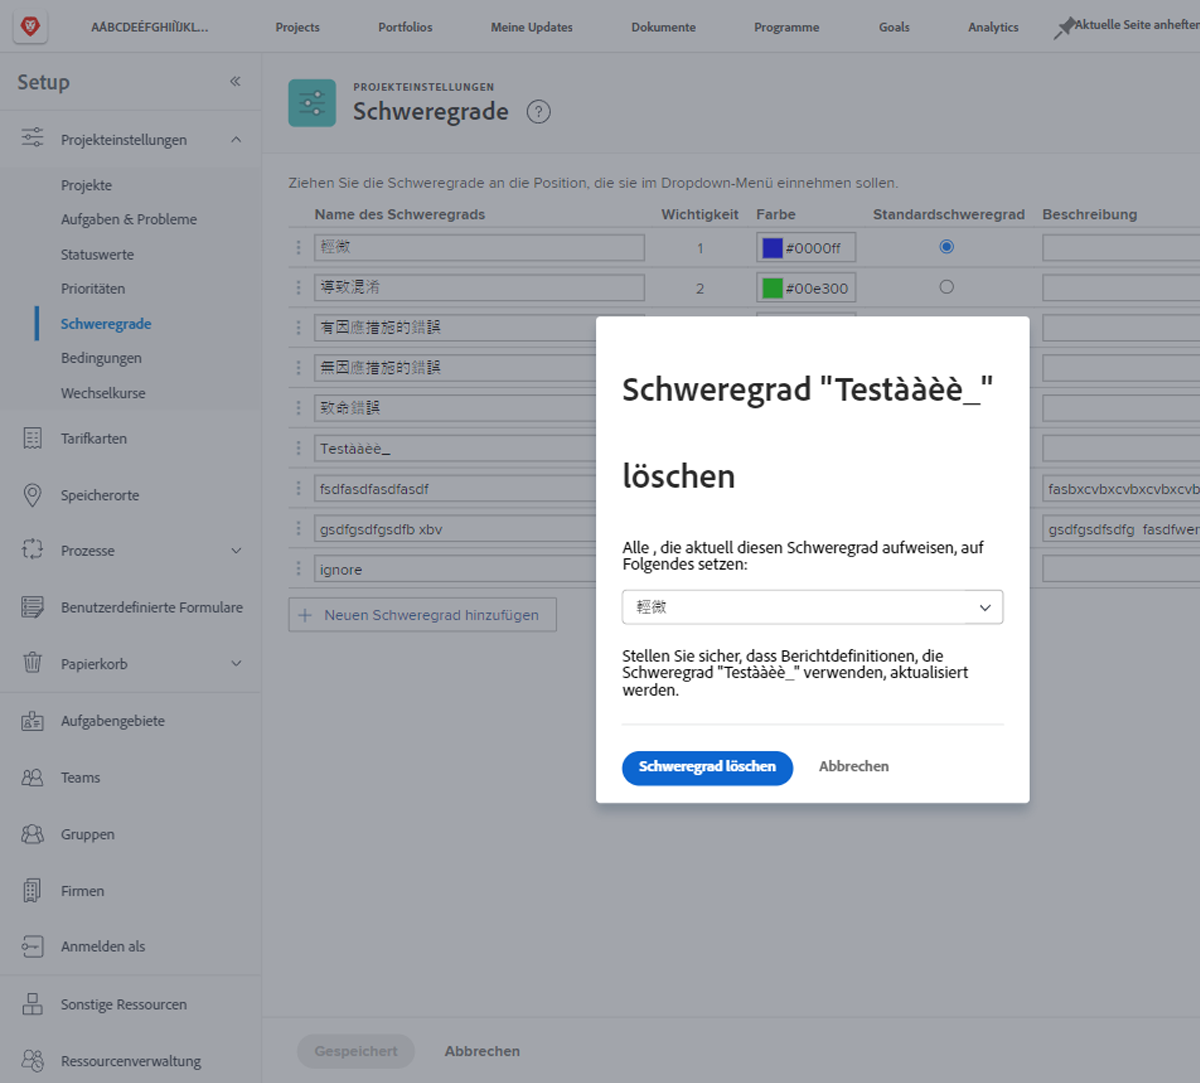 AÁBCDEÉFGHIÍÏJKL...
Projects
Portfolios
Meine Updates
Dokumente
Programme
Goals
Analytics
Aktuelle Seite anheften
Setup
Projekteinstellungen
Projekte
Aufgaben & Probleme
Statuswerte
Prioritäten
Schweregrade
Bedingungen
Wechselkurse
Tarifkarten
Speicherorte
Prozesse
Benutzerdefinierte Formulare
Papierkorb
Aufgabengebiete
Teams
Gruppen
Firmen
Anmelden als
Sonstige Ressourcen
Ressourcenverwaltung
PROJEKTEINSTELLUNGEN
Schweregrade ?
Ziehen Sie die Schweregrade an die Position, die sie im Dropdown-Menü einnehmen sollen.
Name des Schweregrads Wichtigkeit Farbe Standardschweregrad Beschreibung
輕微 1 #0000ff
導致混淆 2 #00e300
有因應措施的錯誤
無因應措施的錯誤
致命錯誤
Testààèè_
fsdfasdfasdfasdf fasbxcvbxcvbxcvbxcvb
gsdfgsdfgsdfb xbv gsdfgsdfsdfg fasdfwer
ignore
Neuen Schweregrad hinzufügen
Schweregrad "Testààèè_"
löschen
Alle , die aktuell diesen Schweregrad aufweisen, auf
Folgendes setzen:
輕微
Stellen Sie sicher, dass Berichtdefinitionen, die
Schweregrad "Testààèè_" verwenden, aktualisiert
werden.
Schweregrad löschen Abbrechen
Gespeichert Abbrechen